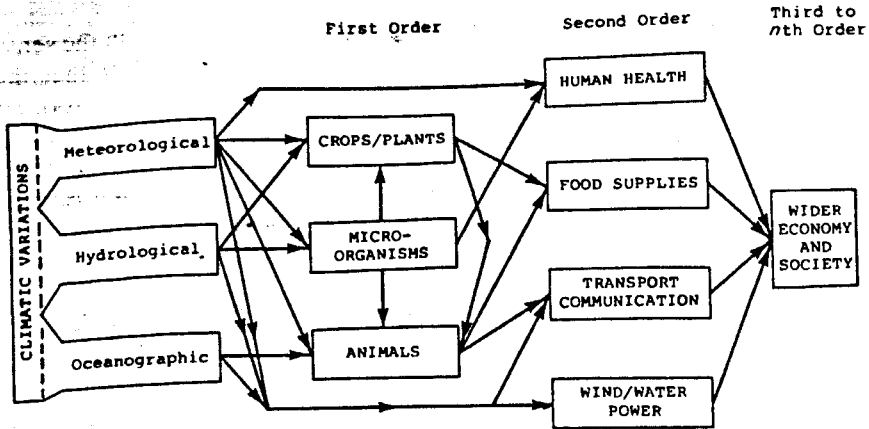 First Order
Second Order
Third to
nth Order
CLIMATIC VARIATIONS
Meteorological
Hydrological
Oceanographic
CROPS/PLANTS
MICRO-
ORGANISMS
ANIMALS
HUMAN HEALTH
FOOD SUPPLIES
TRANSPORT
COMMUNICATION
WIND/WATER
POWER
WIDER
ECONOMY
AND
SOCIETY